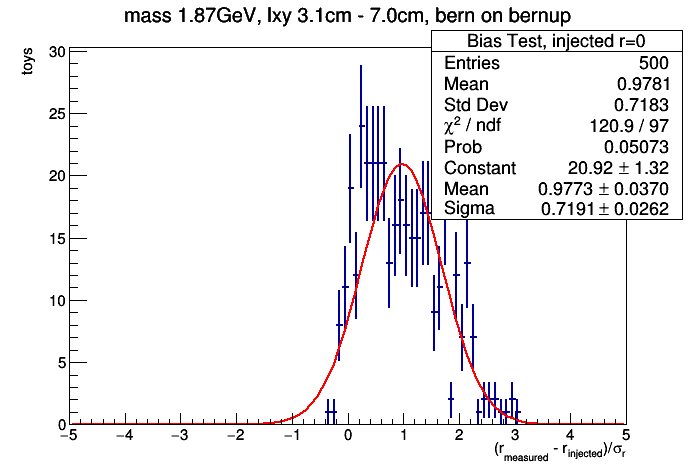 mass 1.87GeV, lxy 3.1cm - 7.0cm, bern on bernup
Bias Test, injected r=0
Entries 500
Mean 0.9781
Std Dev 0.7183
χ² / ndf 120.9 / 97
Prob 0.05073
Constant 20.92 ± 1.32
Mean 0.9773 ± 0.0370
Sigma 0.7191 ± 0.0262
toys
30
25
20
15
10
5
0
−5 −4 −3 −2 −1 0 1 2 3 4 5
(r_measured - r_injected)/σ_r